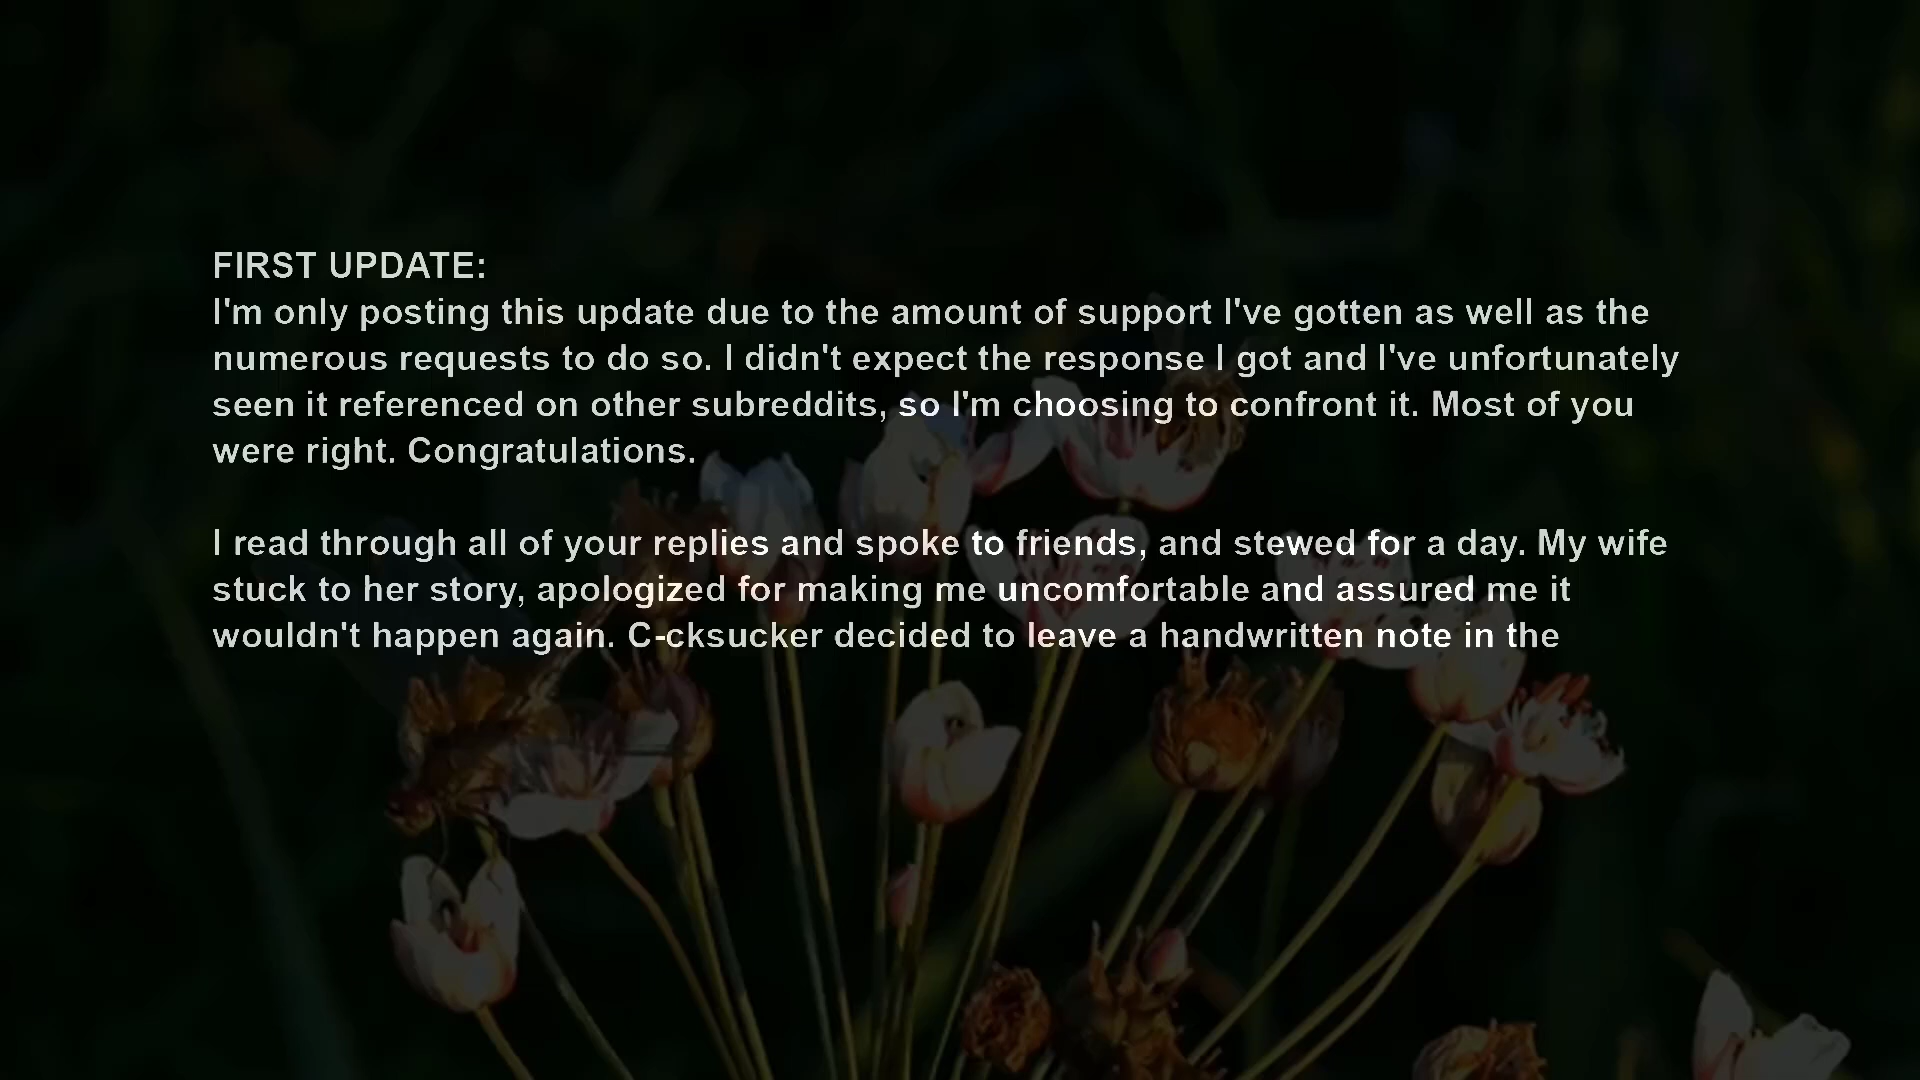 FIRST UPDATE:
I'm only posting this update due to the amount of support I've gotten as well as the
numerous requests to do so. I didn't expect the response I got and I've unfortunately
seen it referenced on other subreddits, so I'm choosing to confront it. Most of you
were right. Congratulations.
I read through all of your replies and spoke to friends, and stewed for a day. My wife
stuck to her story, apologized for making me uncomfortable and assured me it
wouldn't happen again. C-cksucker decided to leave a handwritten note in the